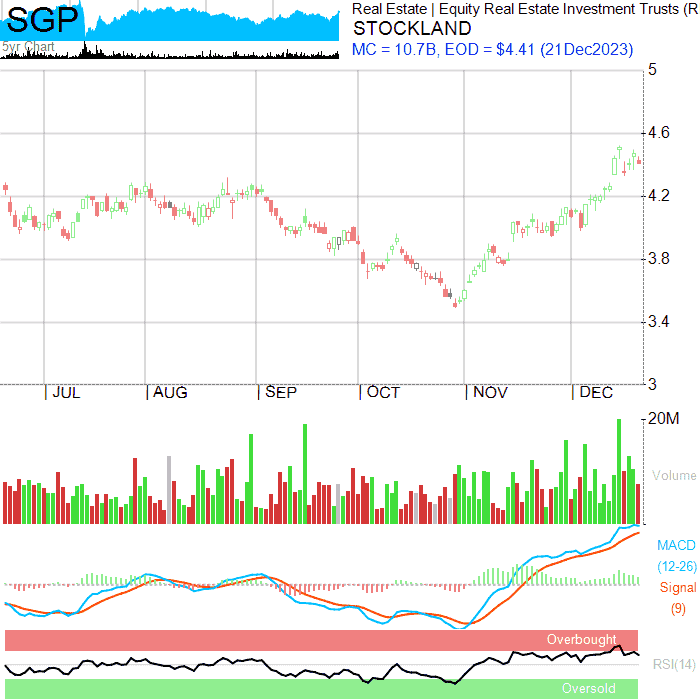 SGP
5yr Chart
Real Estate | Equity Real Estate Investment Trusts (R
STOCKLAND
MC = 10.7B, EOD = $4.41 (21Dec2023)
5
4.6
4.2
3.8
3.4
3
| JUL | AUG | SEP | OCT | NOV | DEC
20M
Volume
MACD
(12-26)
Signal
(9)
Overbought
RSI(14)
Oversold